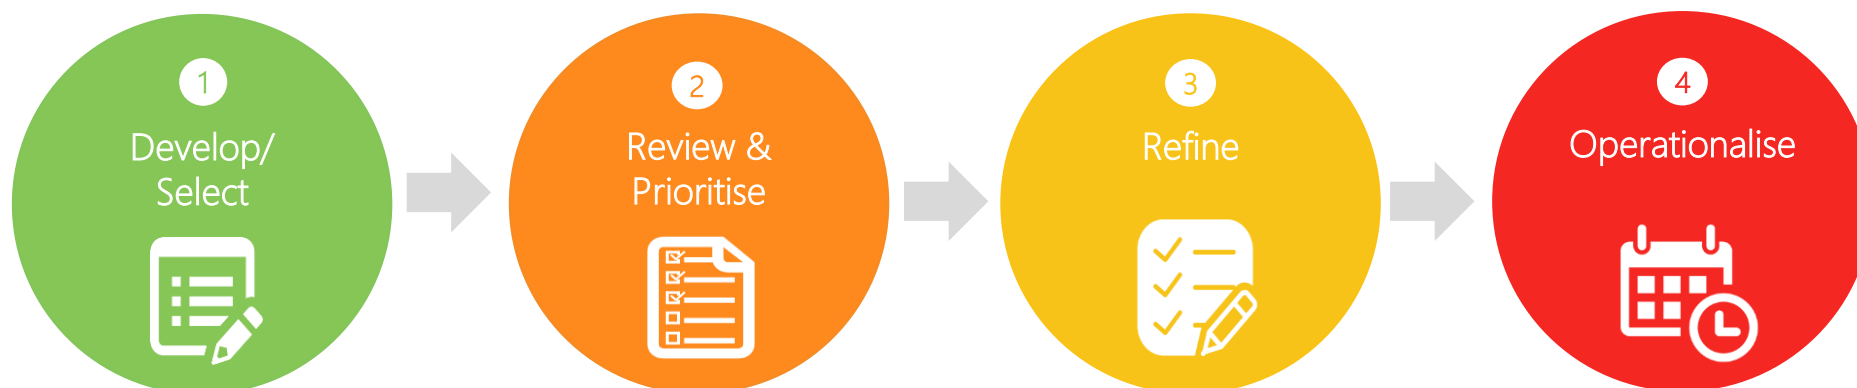 1
Develop/
Select
2
Review &
Prioritise
3
Refine
4
Operationalise